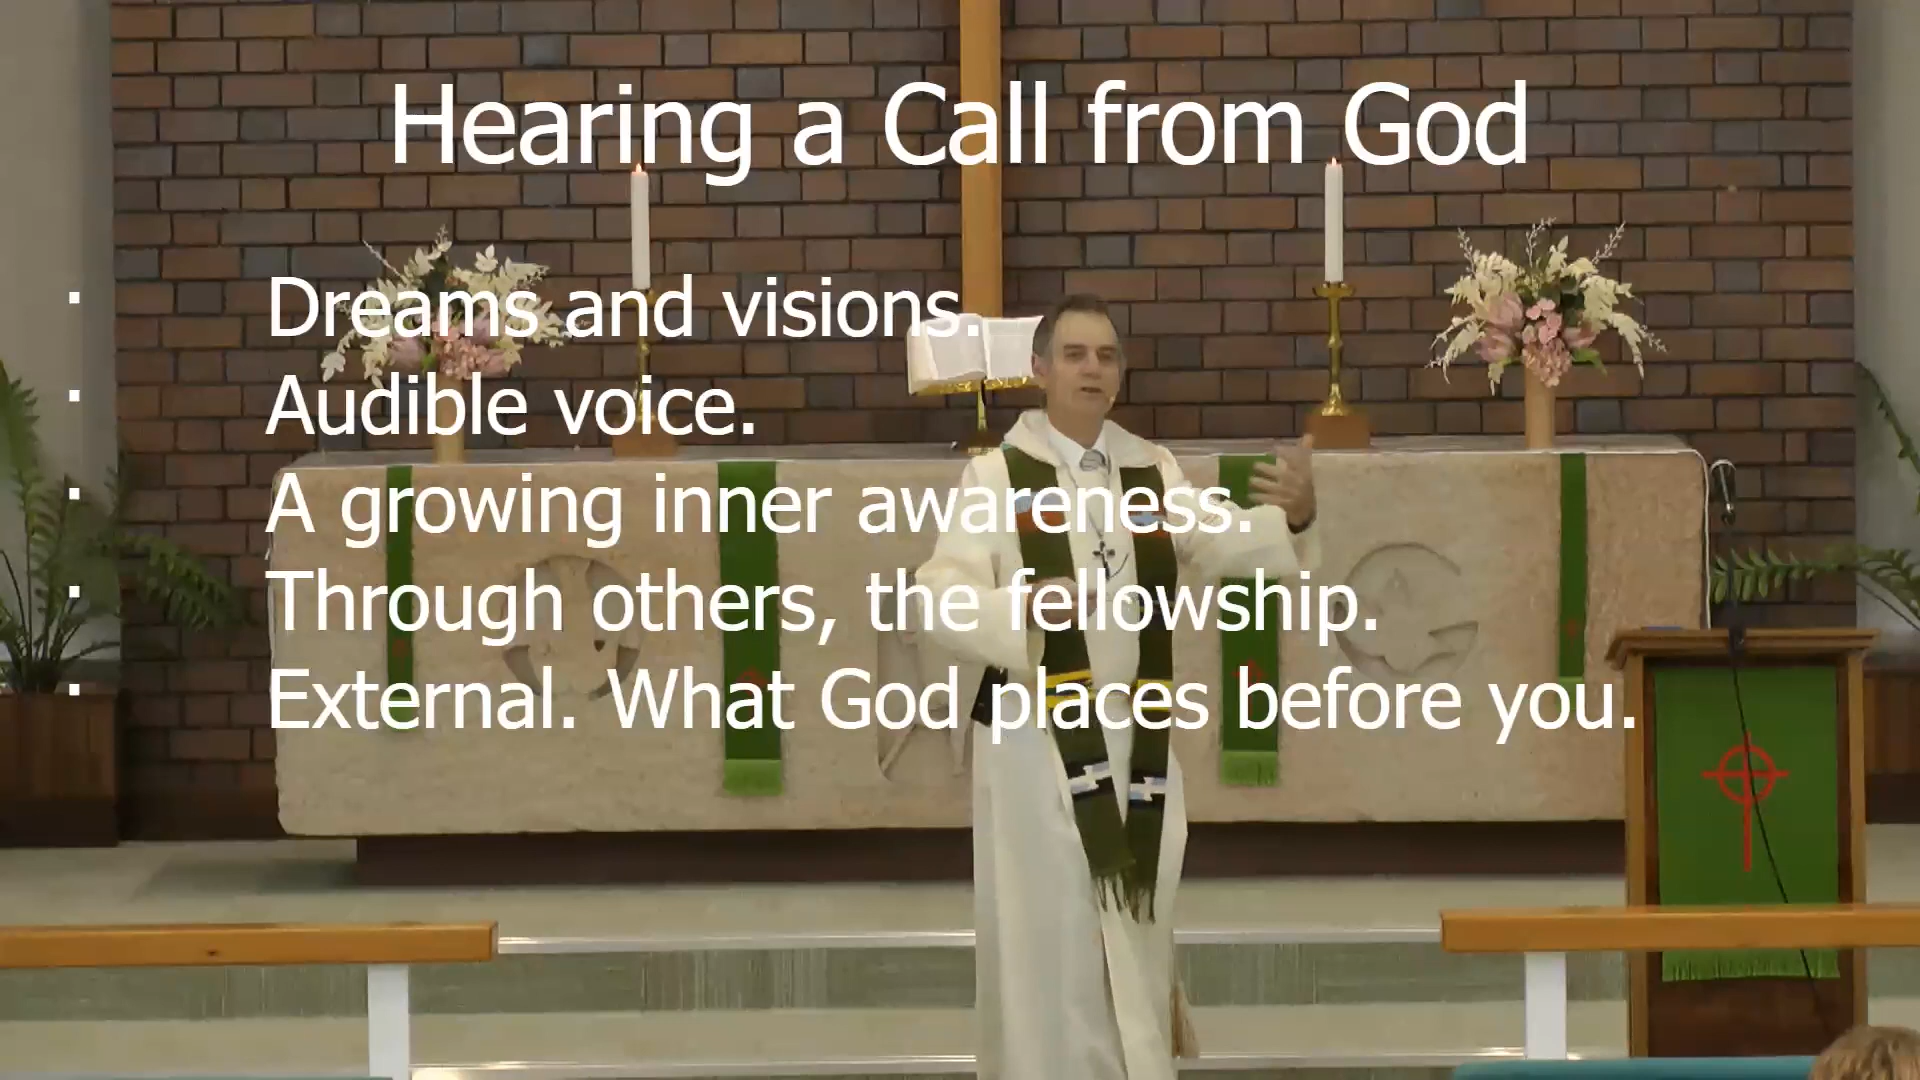 Hearing a Call from God
· Dreams and visions.
· Audible voice.
· A growing inner awareness.
· Through others, the fellowship.
· External. What God places before you.